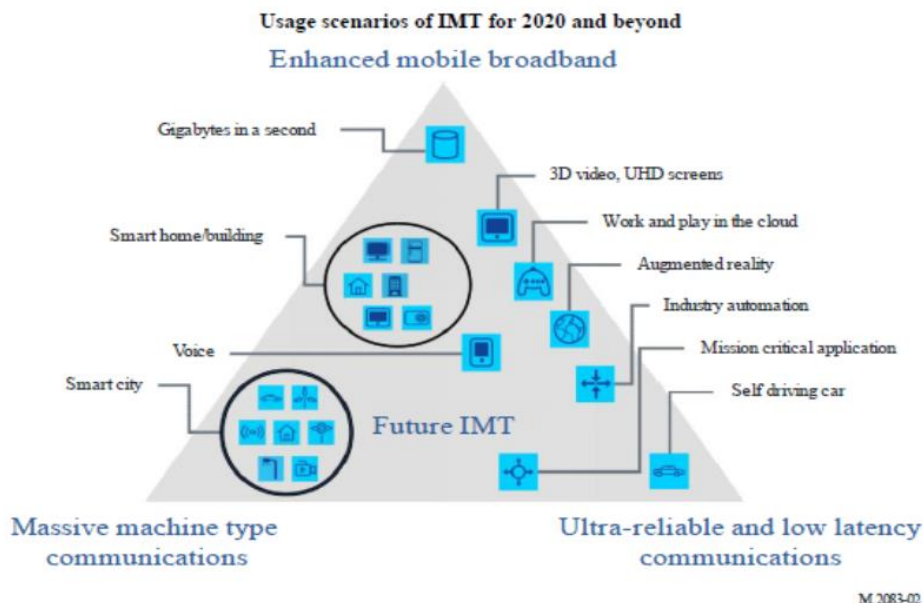 Usage scenarios of IMT for 2020 and beyond
Enhanced mobile broadband
Gigabytes in a second
3D video, UHD screens
Smart home/building
Work and play in the cloud
Augmented reality
Industry automation
Voice
Mission critical application
Smart city
Self driving car
Future IMT
Massive machine type
communications
Ultra-reliable and low latency
communications
M.2083-02